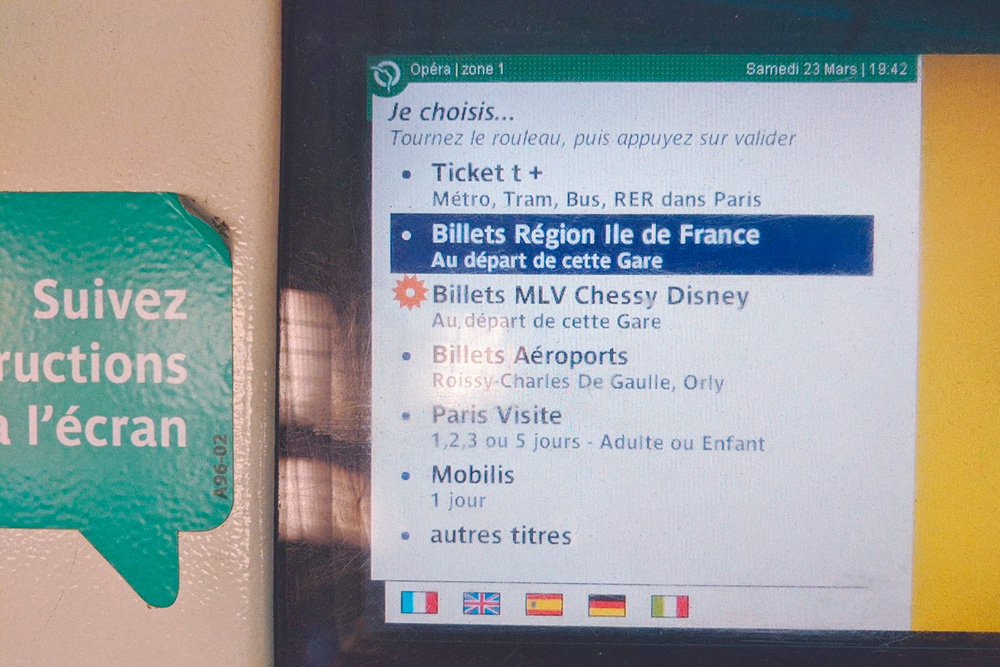 Suivez
ructions
l'écran
A96-02
Opéra | zone 1
Samedi 23 Mars | 19:42
Je choisis...
Tournez le rouleau, puis appuyez sur valider
Ticket t +
Métro, Tram, Bus, RER dans Paris
Billets Région Ile de France
Au départ de cette Gare
Billets MLV Chessy Disney
Au départ de cette Gare
Billets Aéroports
Roissy-Charles De Gaulle, Orly
Paris Visite
1,2,3 ou 5 jours - Adulte ou Enfant
Mobilis
1 jour
autres titres